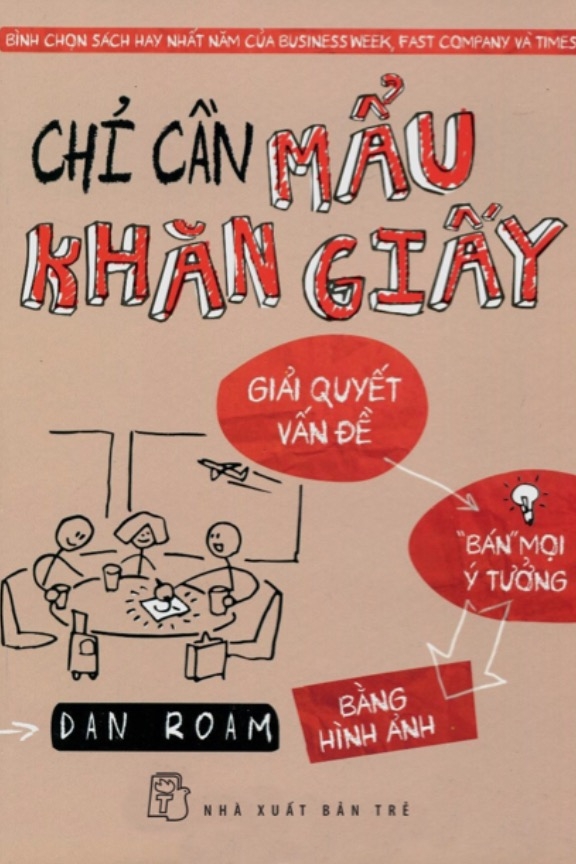 BÌNH CHỌN SÁCH HAY NHẤT NĂM CỦA BUSINESS WEEK, FAST COMPANY VÀ TIMES
CHỈ CẦN MẨU
KHĂN GIẤY
GIẢI QUYẾT
VẤN ĐỀ
"BÁN" MỌI
Ý TƯỞNG
BẰNG
HÌNH ẢNH
DAN ROAM
T
NHÀ XUẤT BẢN TRẺ